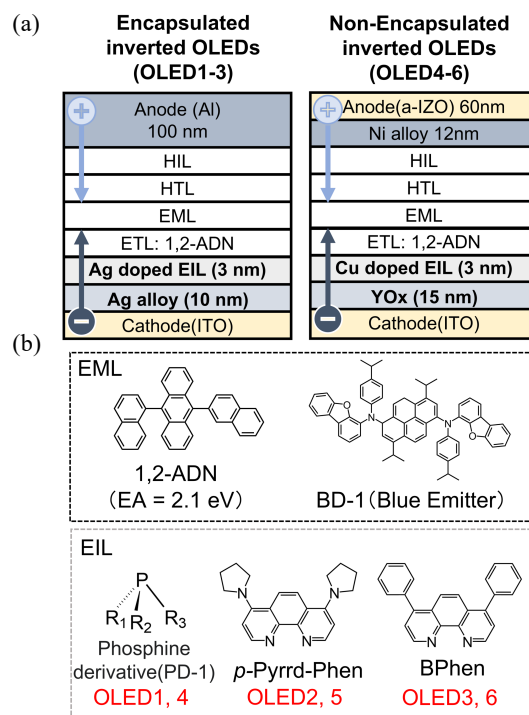 (a)
Encapsulated
inverted OLEDs
(OLED1-3)
Anode (Al)
100 nm
HIL
HTL
EML
ETL: 1,2-ADN
Ag doped EIL (3 nm)
Ag alloy (10 nm)
Cathode(ITO)
Non-Encapsulated
inverted OLEDs
(OLED4-6)
Anode(a-IZO) 60nm
Ni alloy 12nm
HIL
HTL
EML
ETL: 1,2-ADN
Cu doped EIL (3 nm)
YOx (15 nm)
Cathode(ITO)
(b)
EML
1,2-ADN
(EA = 2.1 eV)
O
N
N
O
BD-1(Blue Emitter)
EIL
P
R1 R2 R3
Phosphine
derivative(PD-1)
OLED1, 4
N N
N N
p-Pyrrd-Phen
OLED2, 5
N N
BPhen
OLED3, 6